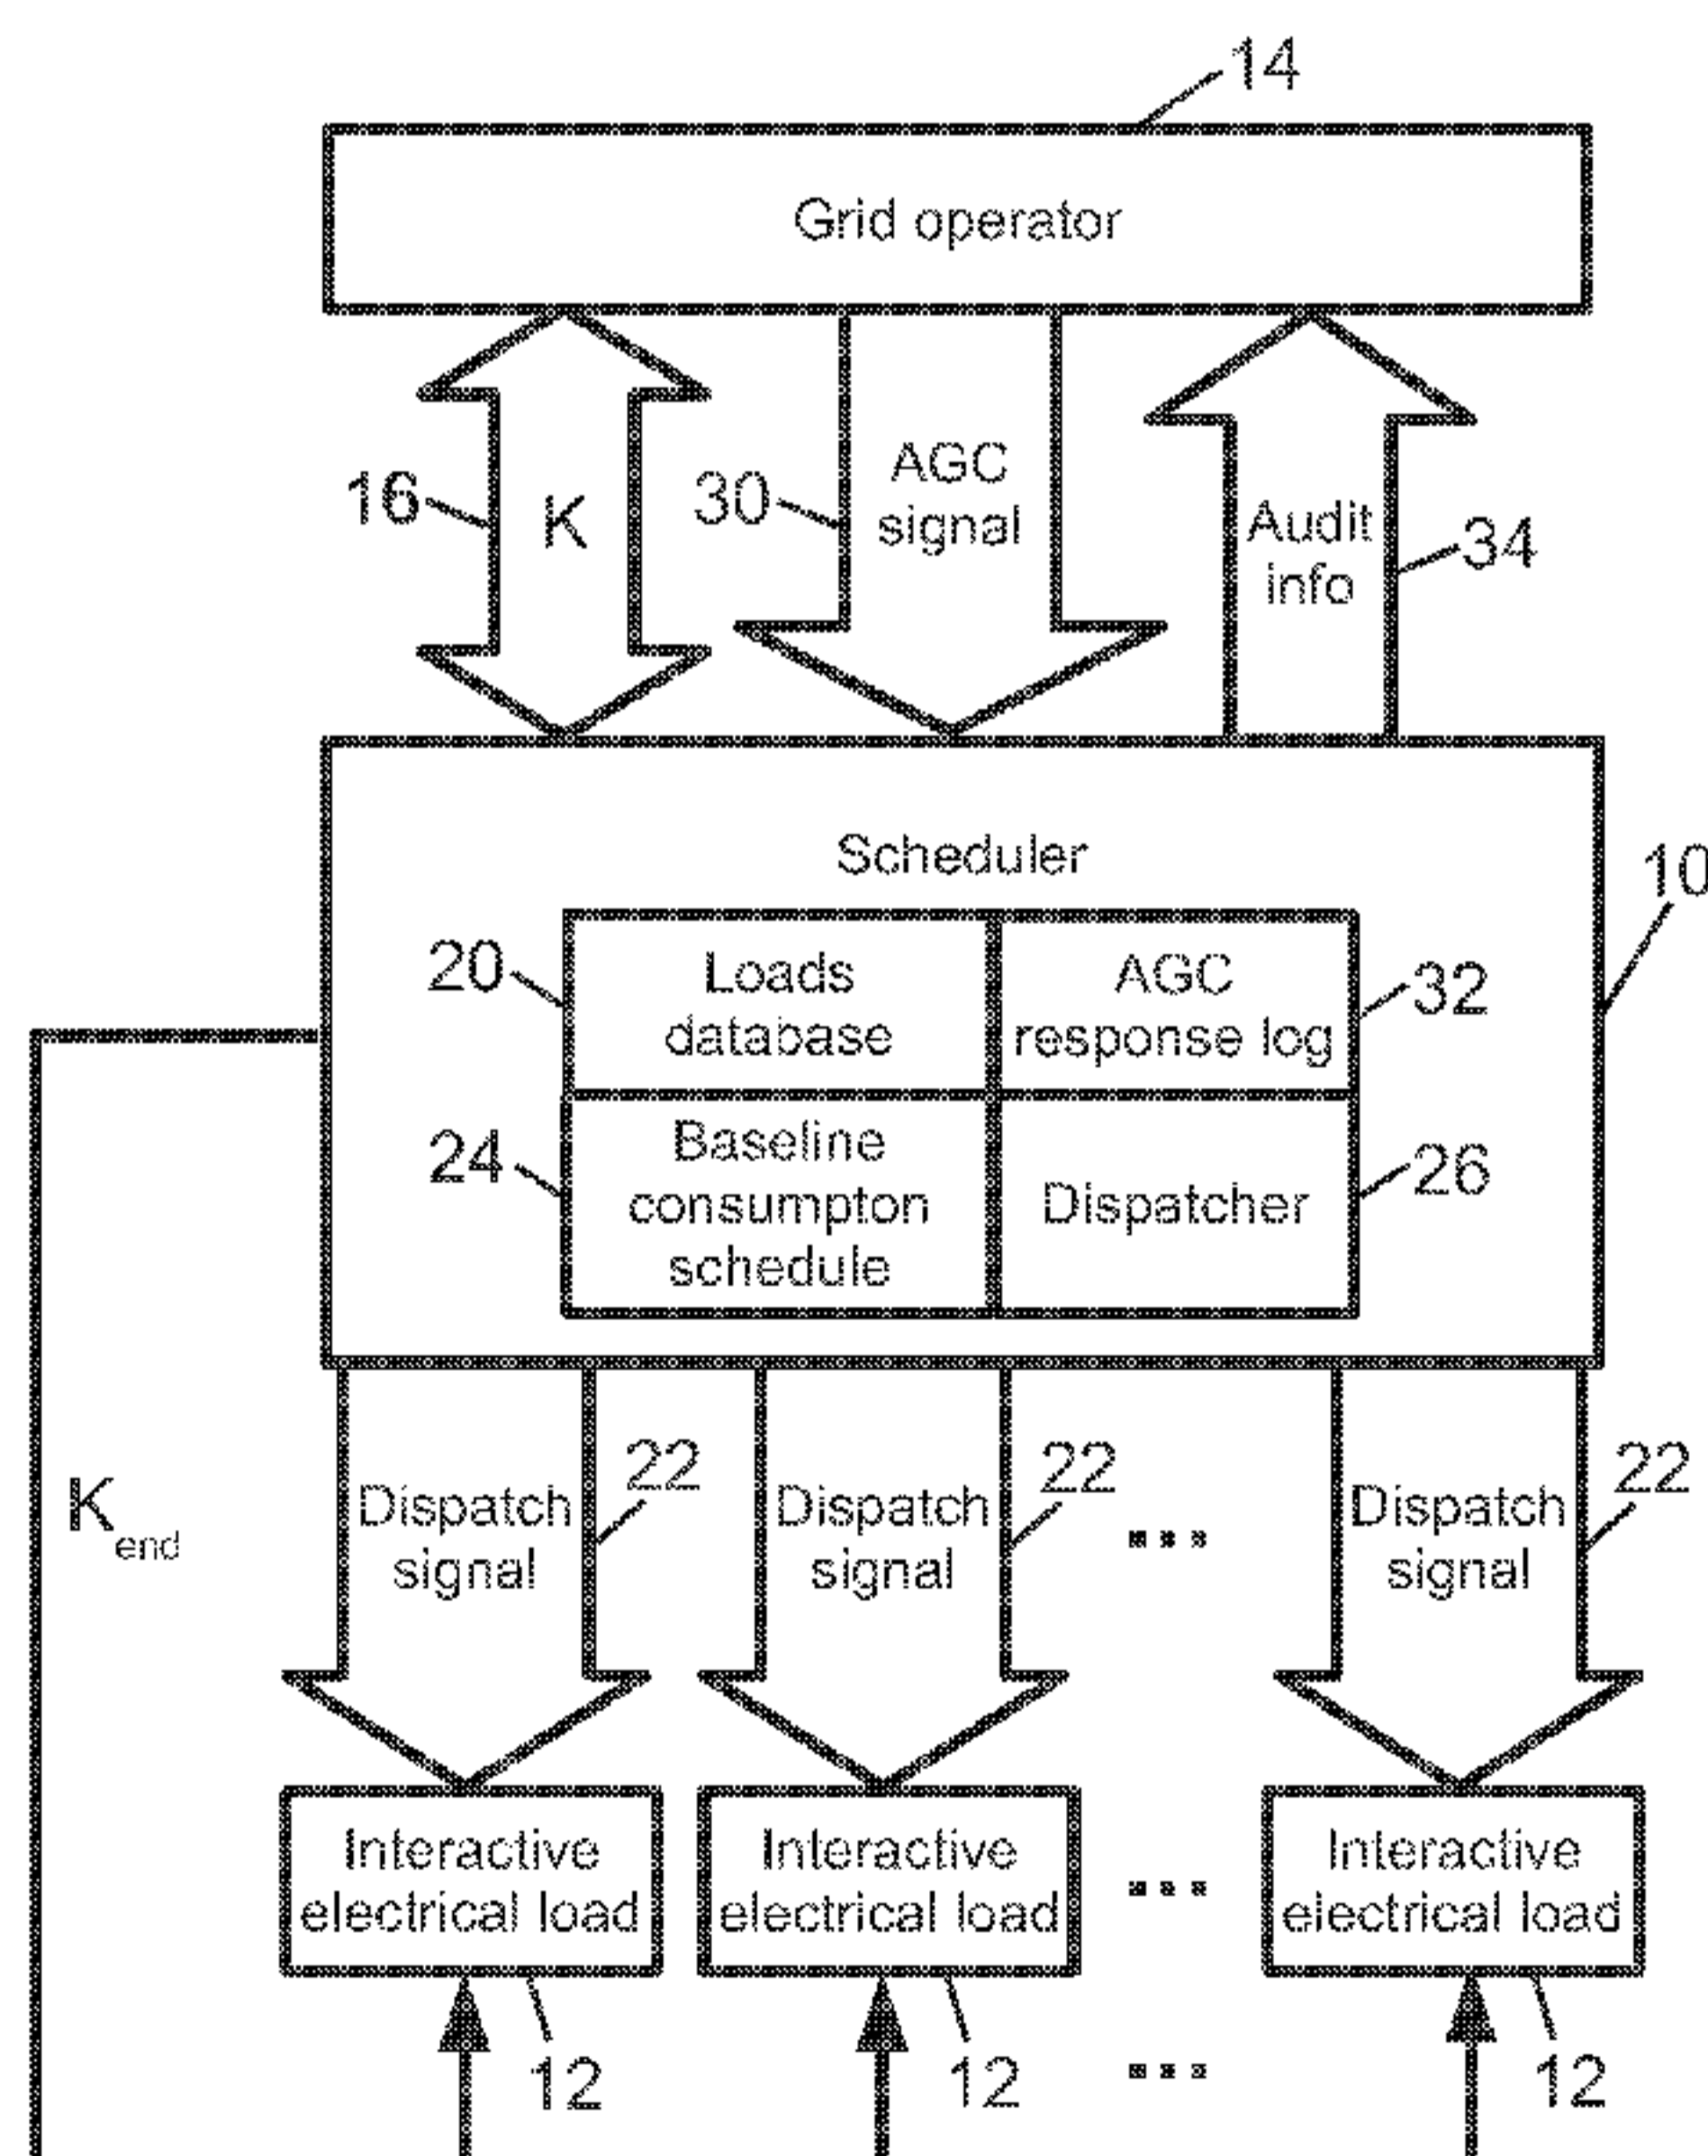 14
Grid operator
16
K
30
AGC
signal
Audit
info
34
Scheduler
10
20
Loads
database
AGC
response log
32
24
Baseline
consumpton
schedule
Dispatcher
26
K
end
Dispatch
signal
22
Dispatch
signal
22
...
Dispatch
signal
22
Interactive
electrical load
Interactive
electrical load
...
Interactive
electrical load
12
12
...
12